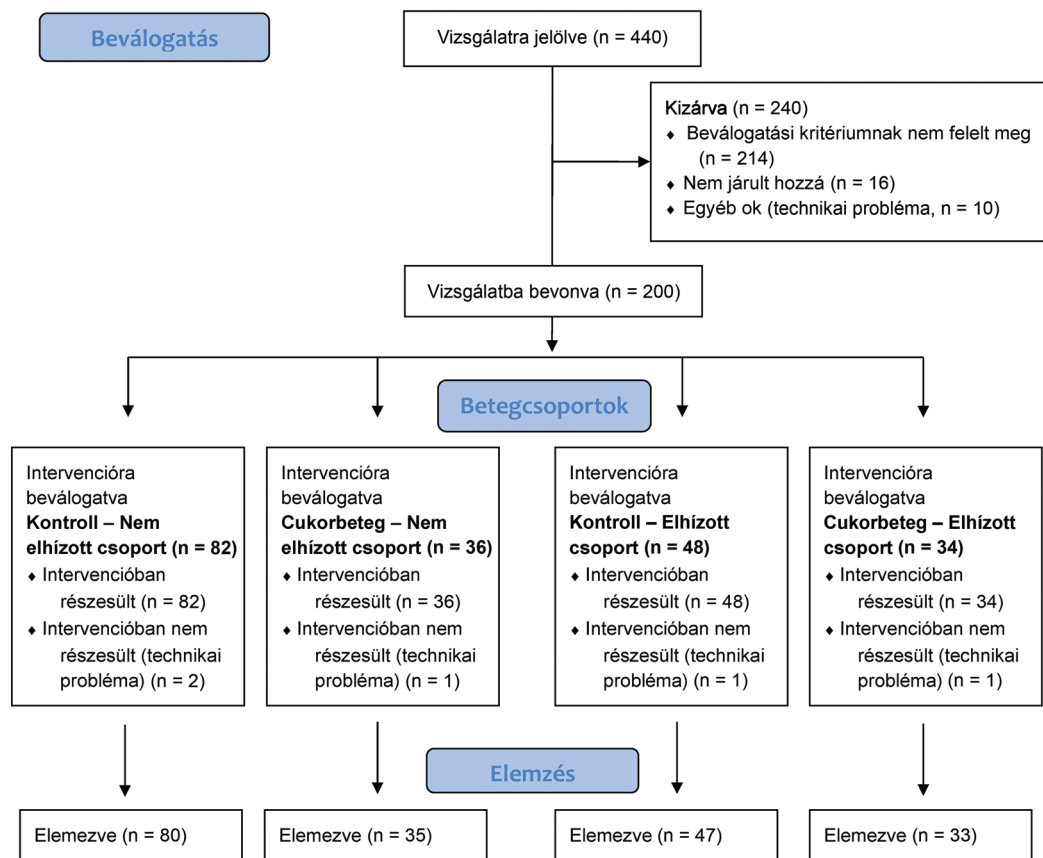 Beválogatás
Vizsgálatra jelölve (n = 440)
Kizárva (n = 240)
♦ Beválogatási kritériumnak nem felelt meg
(n = 214)
♦ Nem járult hozzá (n = 16)
♦ Egyéb ok (technikai probléma, n = 10)
Vizsgálatba bevonva (n = 200)
Betegcsoportok
Intervencióra
beválogatva
Kontroll – Nem
elhízott csoport (n = 82)
♦ Intervencióban
részesült (n = 82)
♦ Intervencióban nem
részesült (technikai
probléma) (n = 2)
Intervencióra
beválogatva
Cukorbeteg – Nem
elhízott csoport (n = 36)
♦ Intervencióban
részesült (n = 36)
♦ Intervencióban nem
részesült (technikai
probléma) (n = 1)
Intervencióra
beválogatva
Kontroll – Elhízott
csoport (n = 48)
♦ Intervencióban
részesült (n = 48)
♦ Intervencióban nem
részesült (technikai
probléma) (n = 1)
Intervencióra
beválogatva
Cukorbeteg – Elhízott
csoport (n = 34)
♦ Intervencióban
részesült (n = 34)
♦ Intervencióban nem
részesült (technikai
probléma) (n = 1)
Elemzés
Elemezve (n = 80)
Elemezve (n = 35)
Elemezve (n = 47)
Elemezve (n = 33)